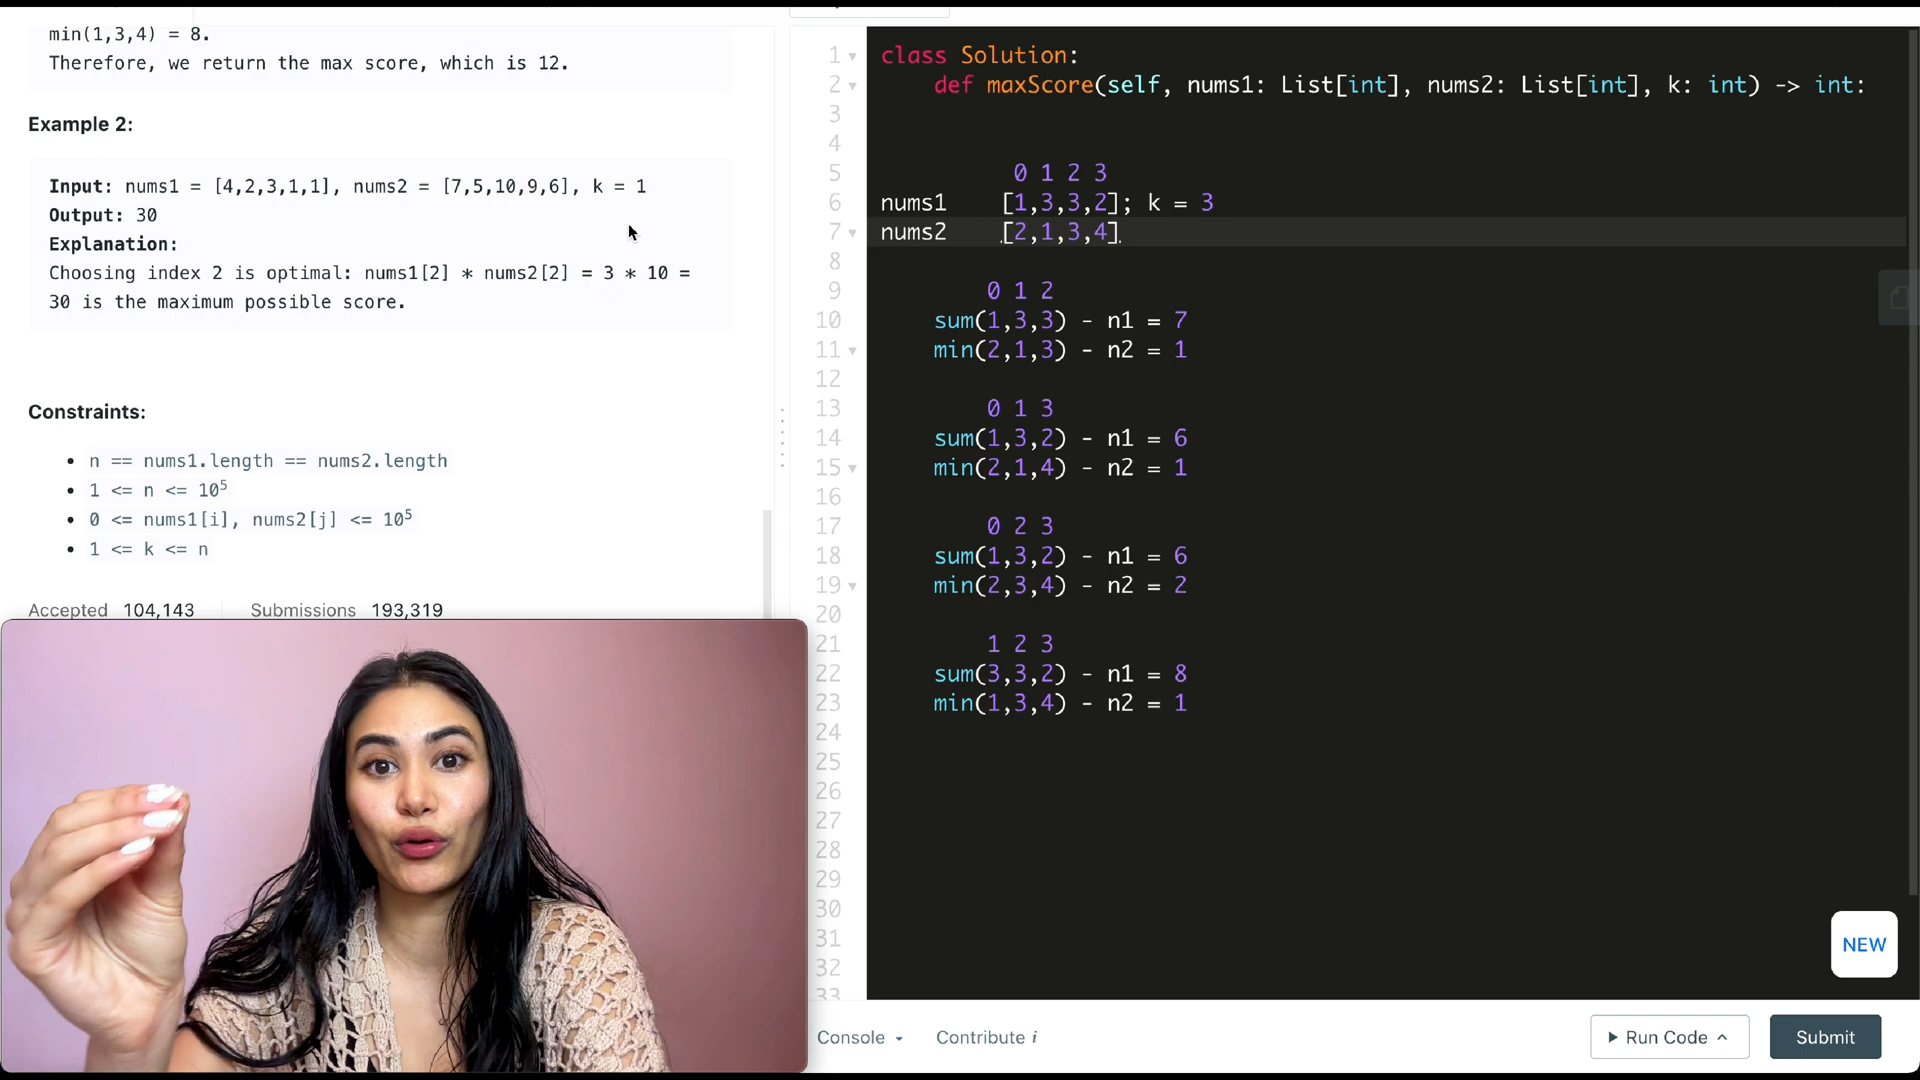 min(1,3,4) = 8.
Therefore, we return the max score, which is 12.
Example 2:
Input: nums1 = [4,2,3,1,1], nums2 = [7,5,10,9,6], k = 1
Output: 30
Explanation:
Choosing index 2 is optimal: nums1[2] * nums2[2] = 3 * 10 =
30 is the maximum possible score.
Constraints:
n == nums1.length == nums2.length
1 <= n <= 10⁵
0 <= nums1[i], nums2[j] <= 10⁵
1 <= k <= n
Accepted 104,143 Submissions 193,319
1 class Solution:
2 def maxScore(self, nums1: List[int], nums2: List[int], k: int) -> int:
3
4
5 0 1 2 3
6 nums1 [1,3,3,2]; k = 3
7 nums2 [2,1,3,4]
8
9 0 1 2
10 sum(1,3,3) - n1 = 7
11 min(2,1,3) - n2 = 1
12
13 0 1 3
14 sum(1,3,2) - n1 = 6
15 min(2,1,4) - n2 = 1
16
17 0 2 3
18 sum(1,3,2) - n1 = 6
19 min(2,3,4) - n2 = 2
20
21 1 2 3
22 sum(3,3,2) - n1 = 8
23 min(1,3,4) - n2 = 1
24
25
26
27
28
29
30
31
32
33
NEW
Console Contribute i
Run Code Submit